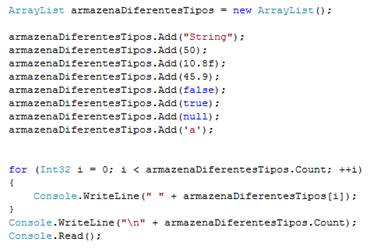 ArrayList armazenaDiferentesTipos = new ArrayList();
armazenaDiferentesTipos.Add("String");
armazenaDiferentesTipos.Add(50);
armazenaDiferentesTipos.Add(10.8f);
armazenaDiferentesTipos.Add(45.9);
armazenaDiferentesTipos.Add(false);
armazenaDiferentesTipos.Add(true);
armazenaDiferentesTipos.Add(null);
armazenaDiferentesTipos.Add('a');
for (Int32 i = 0; i < armazenaDiferentesTipos.Count; ++i)
{
    Console.WriteLine(" " + armazenaDiferentesTipos[i]);
}
Console.WriteLine("\n" + armazenaDiferentesTipos.Count);
Console.Read();